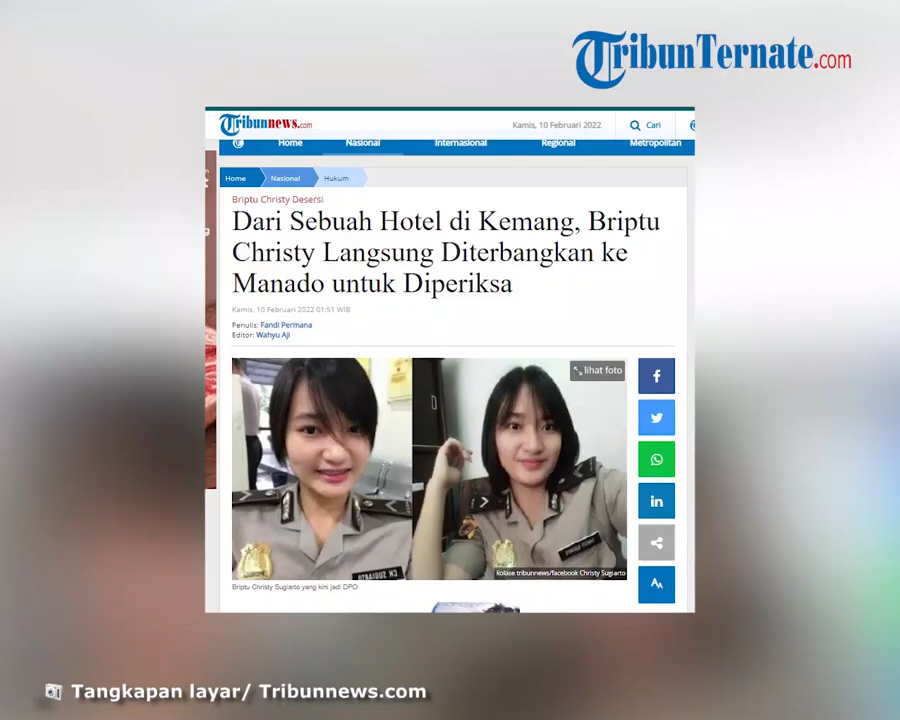 TribunTernate.com
Tribunnews.com
Kamis, 10 Februari 2022
Cari
Home
Nasional
Internasional
Regional
Metropolitan
Home
Nasional
Hukum
Briptu Christy Desersi
Dari Sebuah Hotel di Kemang, Briptu
Christy Langsung Diterbangkan ke
Manado untuk Diperiksa
Kamis, 10 Februari 2022 01:51 WIB
Penulis: Fandi Permana
Editor: Wahyu Aji
lihat foto
kolase tribunnews/facebook Christy Sugiarto
Briptu Christy Sugiarto yang kini jadi DPO
Tangkapan layar/ Tribunnews.com